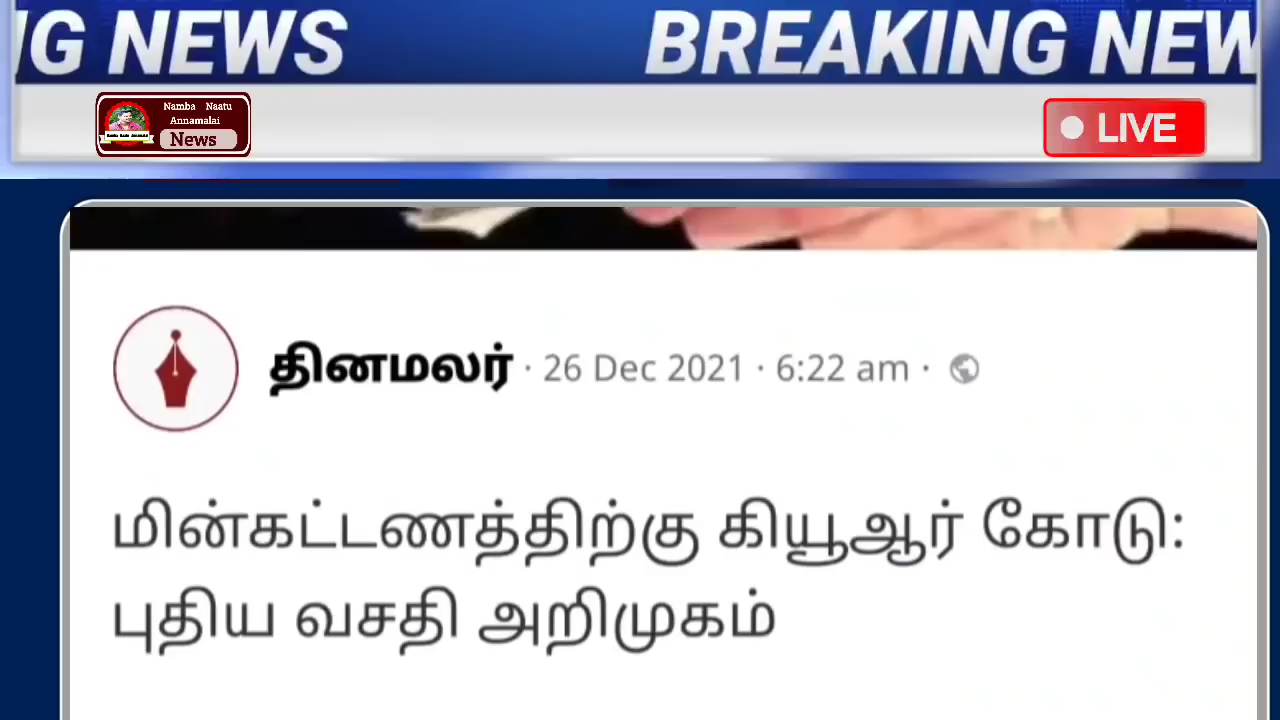 NG NEWS BREAKING NEW
Namba Naatu
Annamalai
News
LIVE
தினமலர் · 26 Dec 2021 · 6:22 am ·
மின்கட்டணத்திற்கு கியூஆர் கோடு:
புதிய வசதி அறிமுகம்